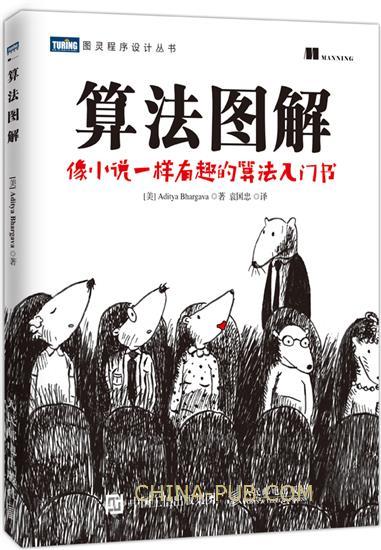 TURING 图灵程序设计丛书
MANNING
算法图解
像小说一样有趣的算法入门书
[美] Aditya Bhargava ◎ 著 袁国忠 ◎ 译
算法图解
[美] Aditya Bhargava ◎ 著
CHINA-PUB.COM